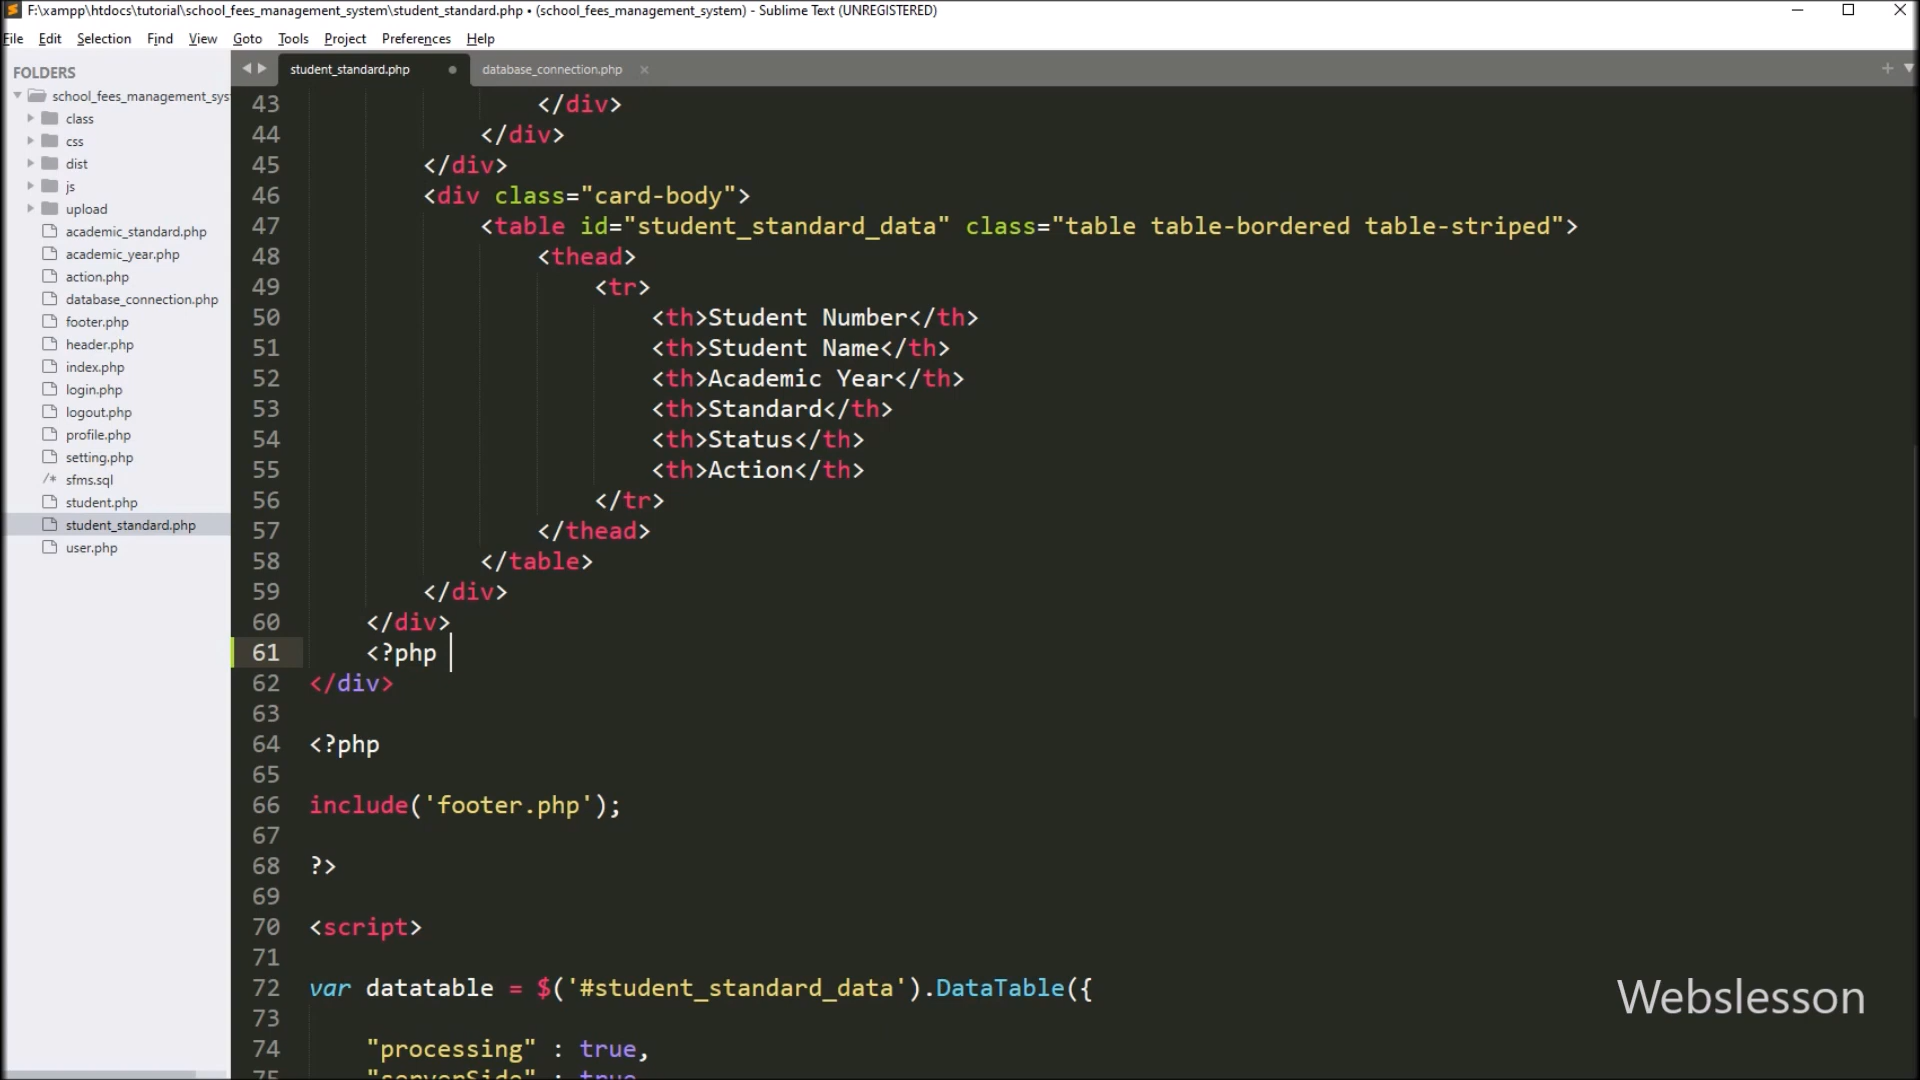 F:\xampp\htdocs\tutorial\school_fees_management_system\student_standard.php • (school_fees_management_system) - Sublime Text (UNREGISTERED)
File Edit Selection Find View Goto Tools Project Preferences Help
FOLDERS
school_fees_management_sys
class
css
dist
js
upload
academic_standard.php
academic_year.php
action.php
database_connection.php
footer.php
header.php
index.php
login.php
logout.php
profile.php
setting.php
/* sfms.sql
student.php
student_standard.php
user.php
student_standard.php database_connection.php
43 </div>
44 </div>
45 </div>
46 <div class="card-body">
47 <table id="student_standard_data" class="table table-bordered table-striped">
48 <thead>
49 <tr>
50 <th>Student Number</th>
51 <th>Student Name</th>
52 <th>Academic Year</th>
53 <th>Standard</th>
54 <th>Status</th>
55 <th>Action</th>
56 </tr>
57 </thead>
58 </table>
59 </div>
60 </div>
61 <?php
62 </div>
63
64 <?php
65
66 include('footer.php');
67
68 ?>
69
70 <script>
71
72 var datatable = $('#student_standard_data').DataTable({
73
74 "processing" : true,
75 "serverSide" : true
Webslesson